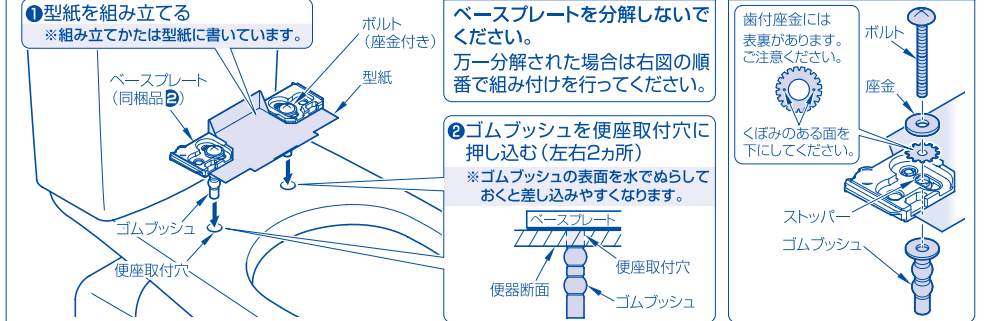 ❶型紙を組み立てる
※組み立てかたは型紙に書いています。
ボルト
（座金付き）
型紙
ベースプレート
（同梱品❷）
ゴムブッシュ
便座取付穴
ベースプレートを分解しないで
ください。
万一分解された場合は右図の順
番で組み付けを行ってください。
❷ゴムブッシュを便座取付穴に
押し込む（左右2ヵ所）
※ゴムブッシュの表面を水でぬらして
おくと差し込みやすくなります。
ベースプレート
便座取付穴
便器断面
ゴムブッシュ
歯付座金には
表裏があります。
ご注意ください。
くぼみのある面を
下にしてください。
ボルト
座金
ストッパー
ゴムブッシュ